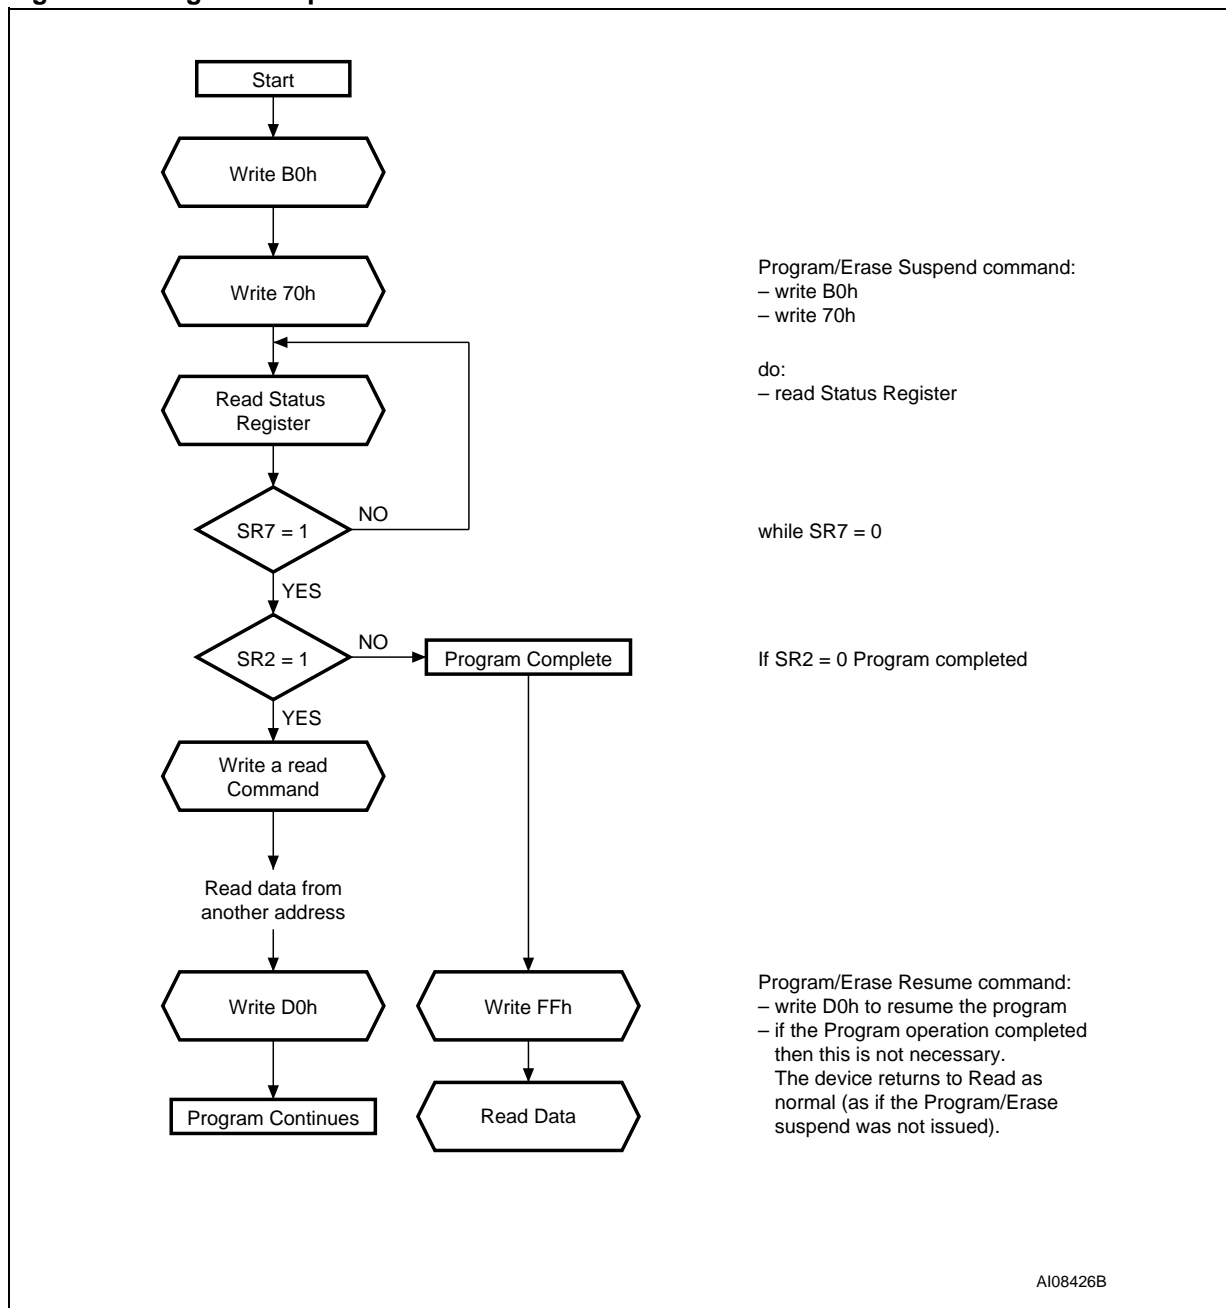 Start
Write B0h
Write 70h
Program/Erase Suspend command:
– write B0h
– write 70h
do:
– read Status Register
Read Status
Register
NO
SR7 = 1
while SR7 = 0
YES
NO
SR2 = 1
Program Complete
If SR2 = 0 Program completed
YES
Write a read
Command
Read data from
another address
Write D0h
Write FFh
Program/Erase Resume command:
– write D0h to resume the program
– if the Program operation completed
then this is not necessary.
The device returns to Read as
normal (as if the Program/Erase
suspend was not issued).
Program Continues
Read Data
AI08426B